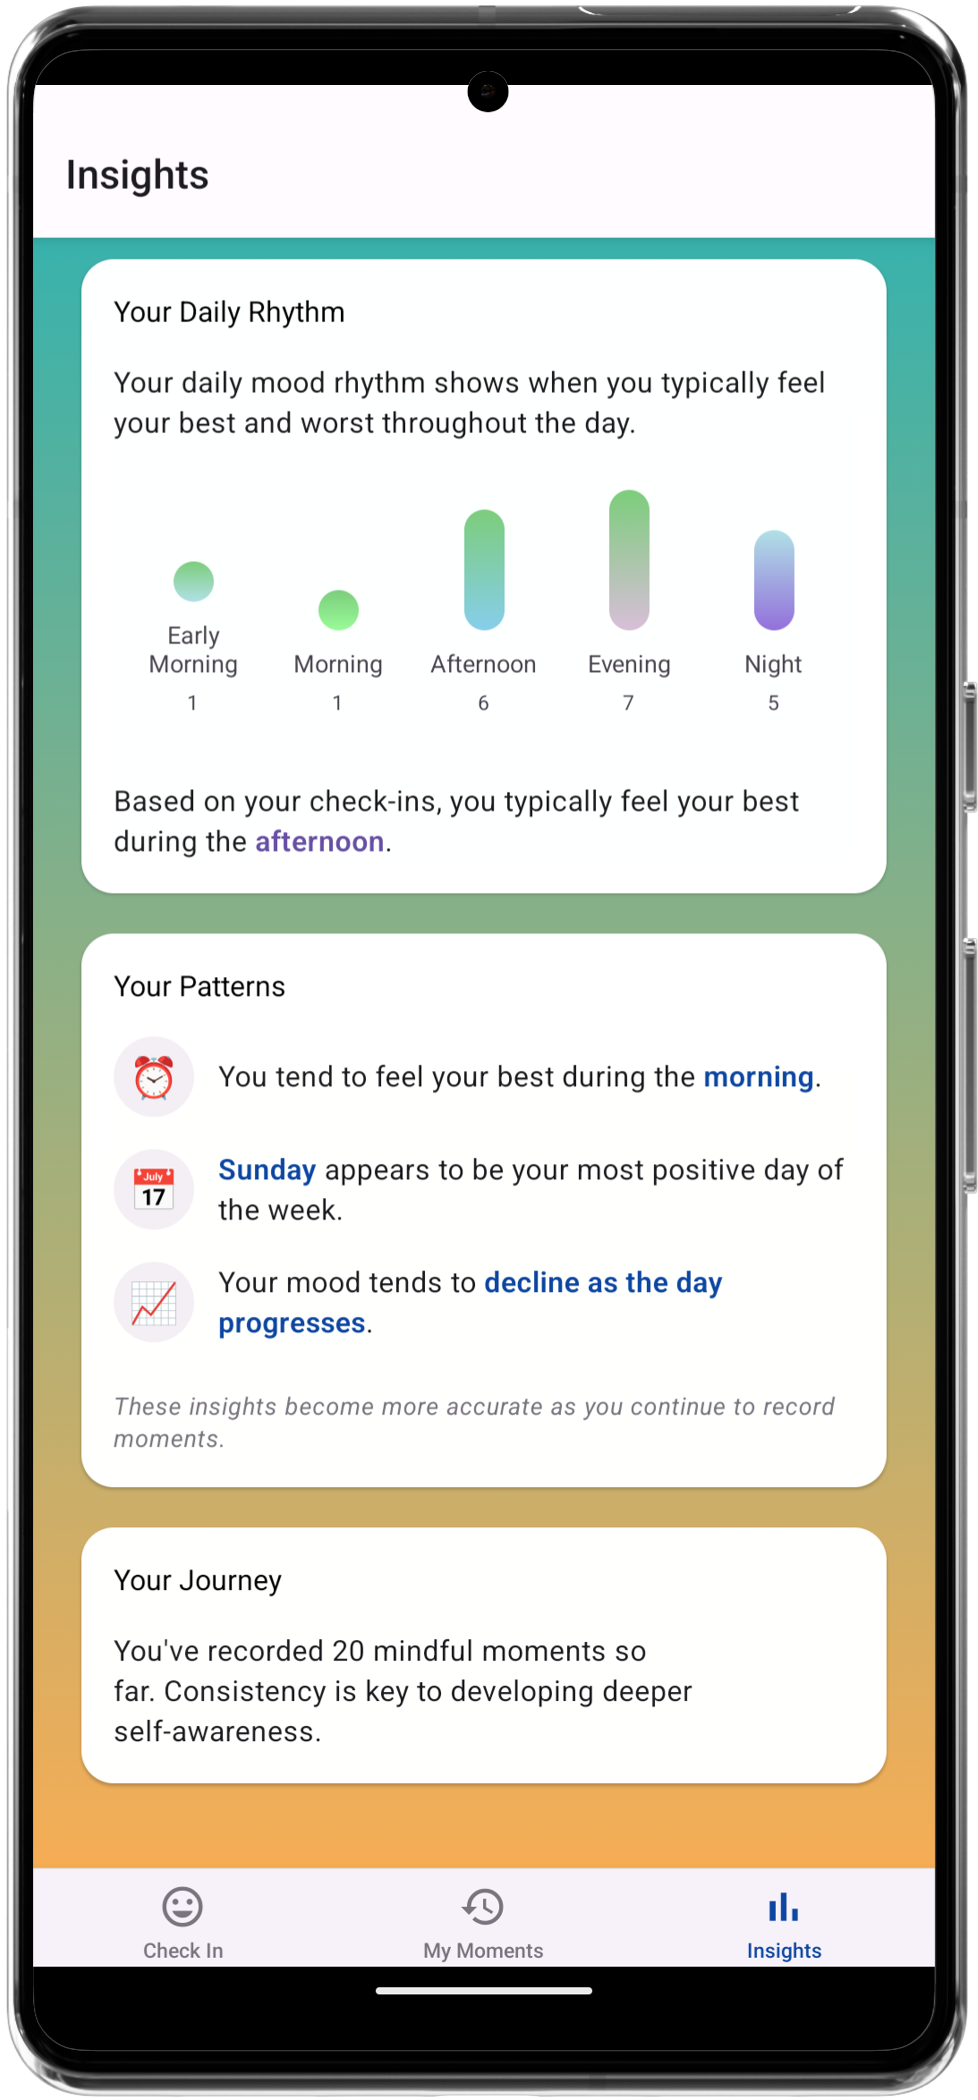 Insights
Your Daily Rhythm
Your daily mood rhythm shows when you typically feel
your best and worst throughout the day.
Early
Morning
Morning
Afternoon
Evening
Night
1
1
6
7
5
Based on your check-ins, you typically feel your best
during the afternoon.
Your Patterns
You tend to feel your best during the morning.
July
17
Sunday appears to be your most positive day of
the week.
Your mood tends to decline as the day
progresses.
These insights become more accurate as you continue to record
moments.
Your Journey
You've recorded 20 mindful moments so
far. Consistency is key to developing deeper
self-awareness.
Check In
My Moments
Insights